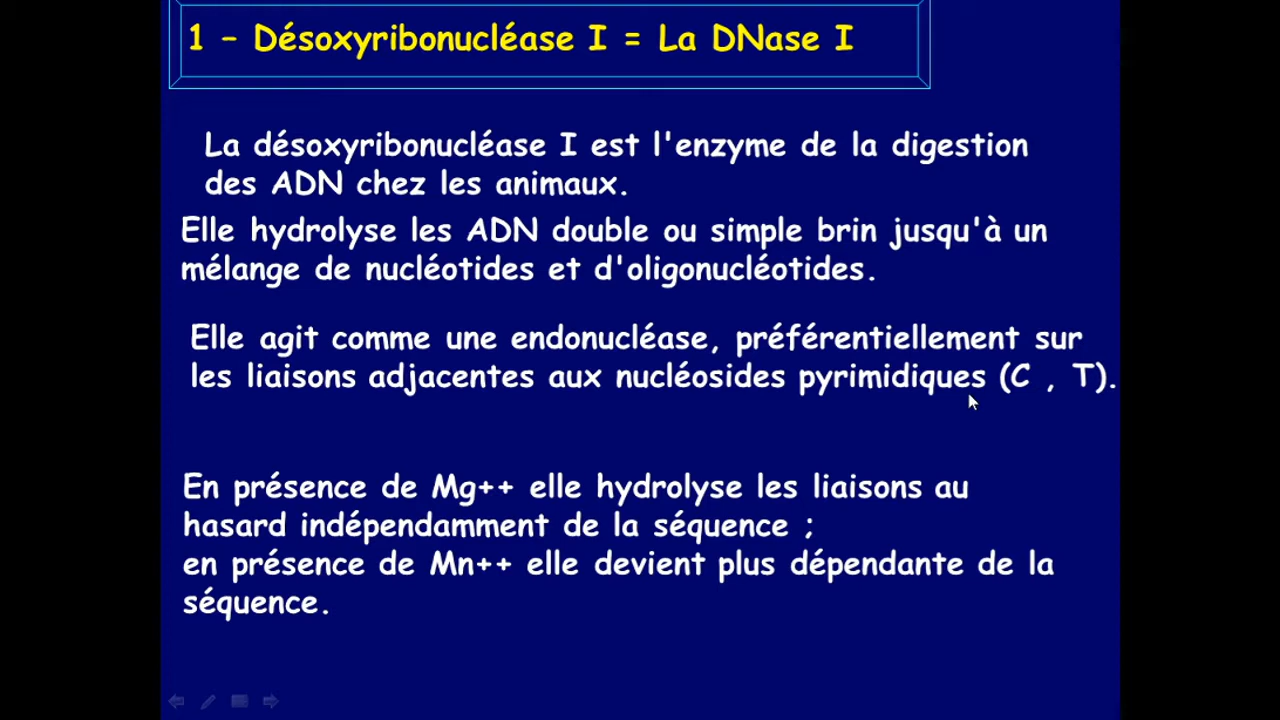 1 – Désoxyribonucléase I = La DNase I
La désoxyribonucléase I est l'enzyme de la digestion
des ADN chez les animaux.
Elle hydrolyse les ADN double ou simple brin jusqu'à un
mélange de nucléotides et d'oligonucléotides.
Elle agit comme une endonucléase, préférentiellement sur
les liaisons adjacentes aux nucléosides pyrimidiques (C , T).
En présence de Mg++ elle hydrolyse les liaisons au
hasard indépendamment de la séquence ;
en présence de Mn++ elle devient plus dépendante de la
séquence.